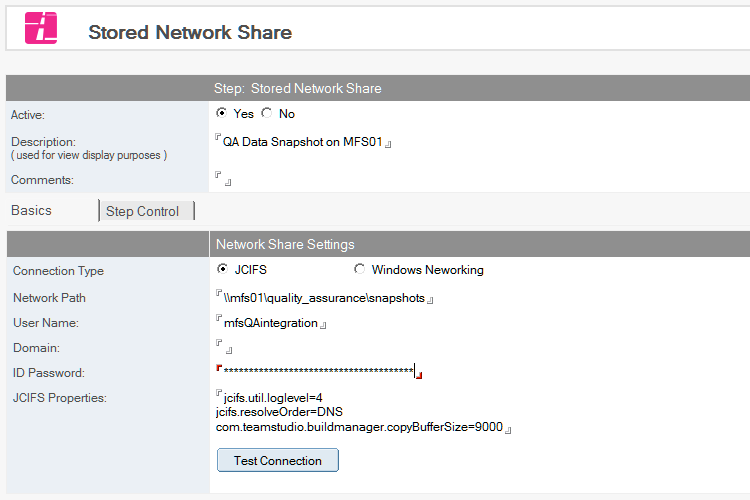 Stored Network Share
Step: Stored Network Share
Active: Yes No
Description: QA Data Snapshot on MFS01
( used for view display purposes )
Comments:
Basics Step Control
Network Share Settings
Connection Type JCIFS Windows Neworking
Network Path \\mfs01\quality_assurance\snapshots
User Name: mfsQAintegration
Domain:
ID Password: **************************************
JCIFS Properties: jcifs.util.loglevel=4
jcifs.resolveOrder=DNS
com.teamstudio.buildmanager.copyBufferSize=9000
Test Connection